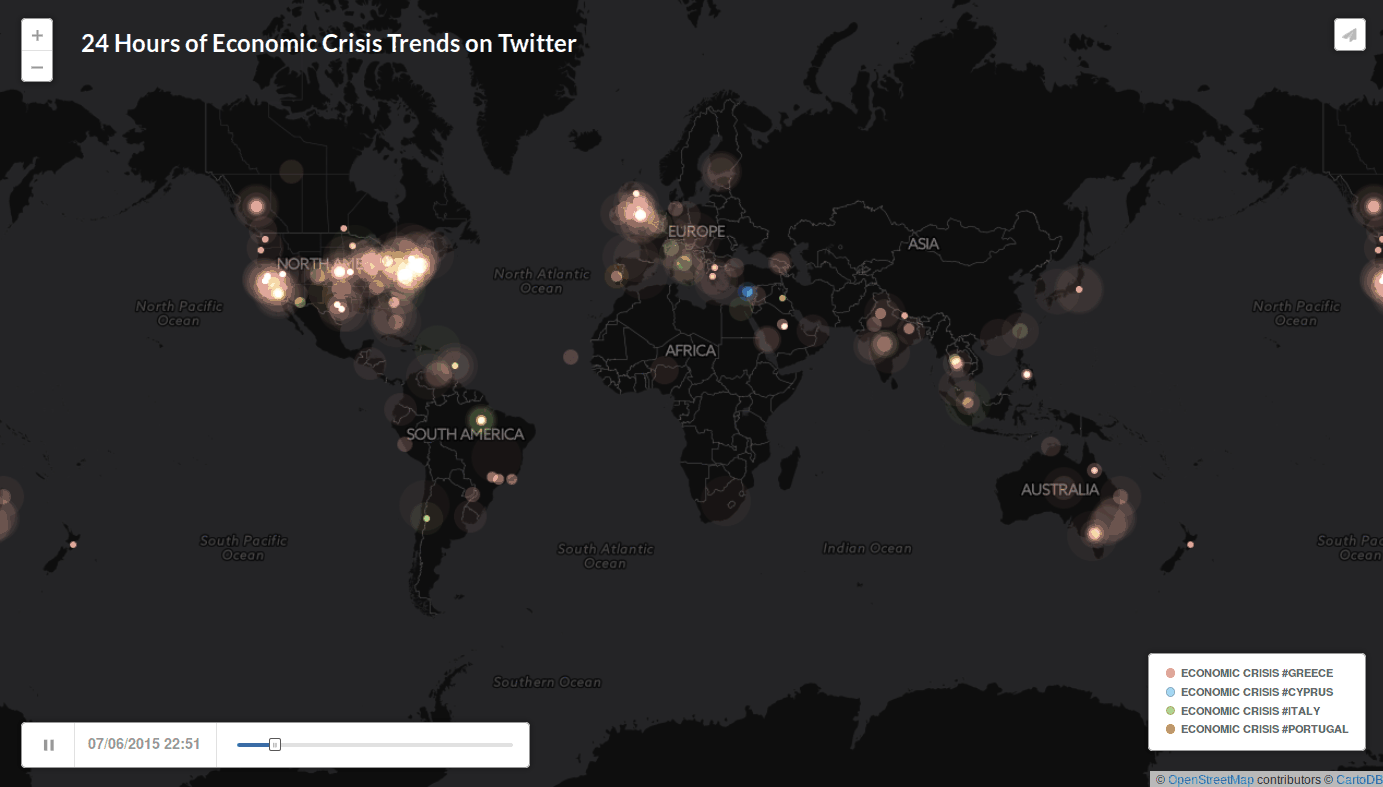 +
24 Hours of Economic Crisis Trends on Twitter
−
EUROPE
ASIA
NORTH AME
North Atlantic
Ocean
North Pacific
Ocean
North Pacific
Ocean
AFRICA
SOUTH AMERICA
AUSTRALIA
South Pacific
Ocean
South Atlantic
Ocean
Indian Ocean
South Pac
Ocean
Southern Ocean
ECONOMIC CRISIS #GREECE
ECONOMIC CRISIS #CYPRUS
ECONOMIC CRISIS #ITALY
ECONOMIC CRISIS #PORTUGAL
07/06/2015 22:51
© OpenStreetMap contributors © CartoDB